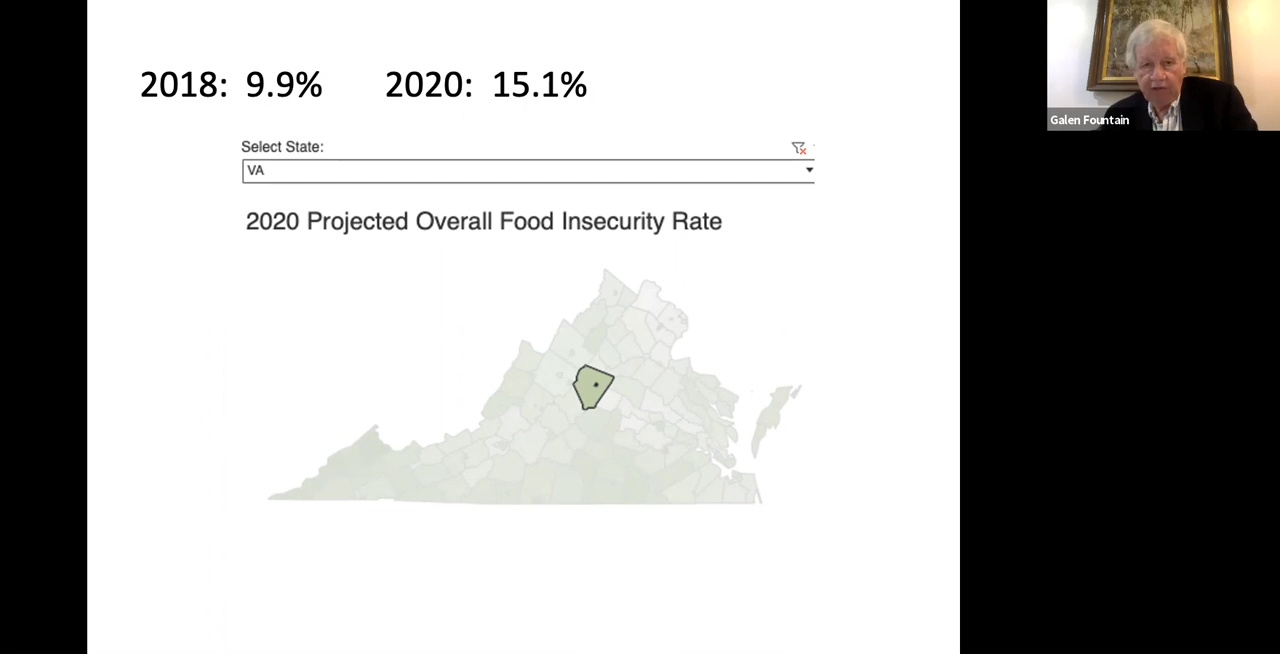 2018: 9.9% 2020: 15.1%
Select State:
VA
2020 Projected Overall Food Insecurity Rate
Galen Fountain